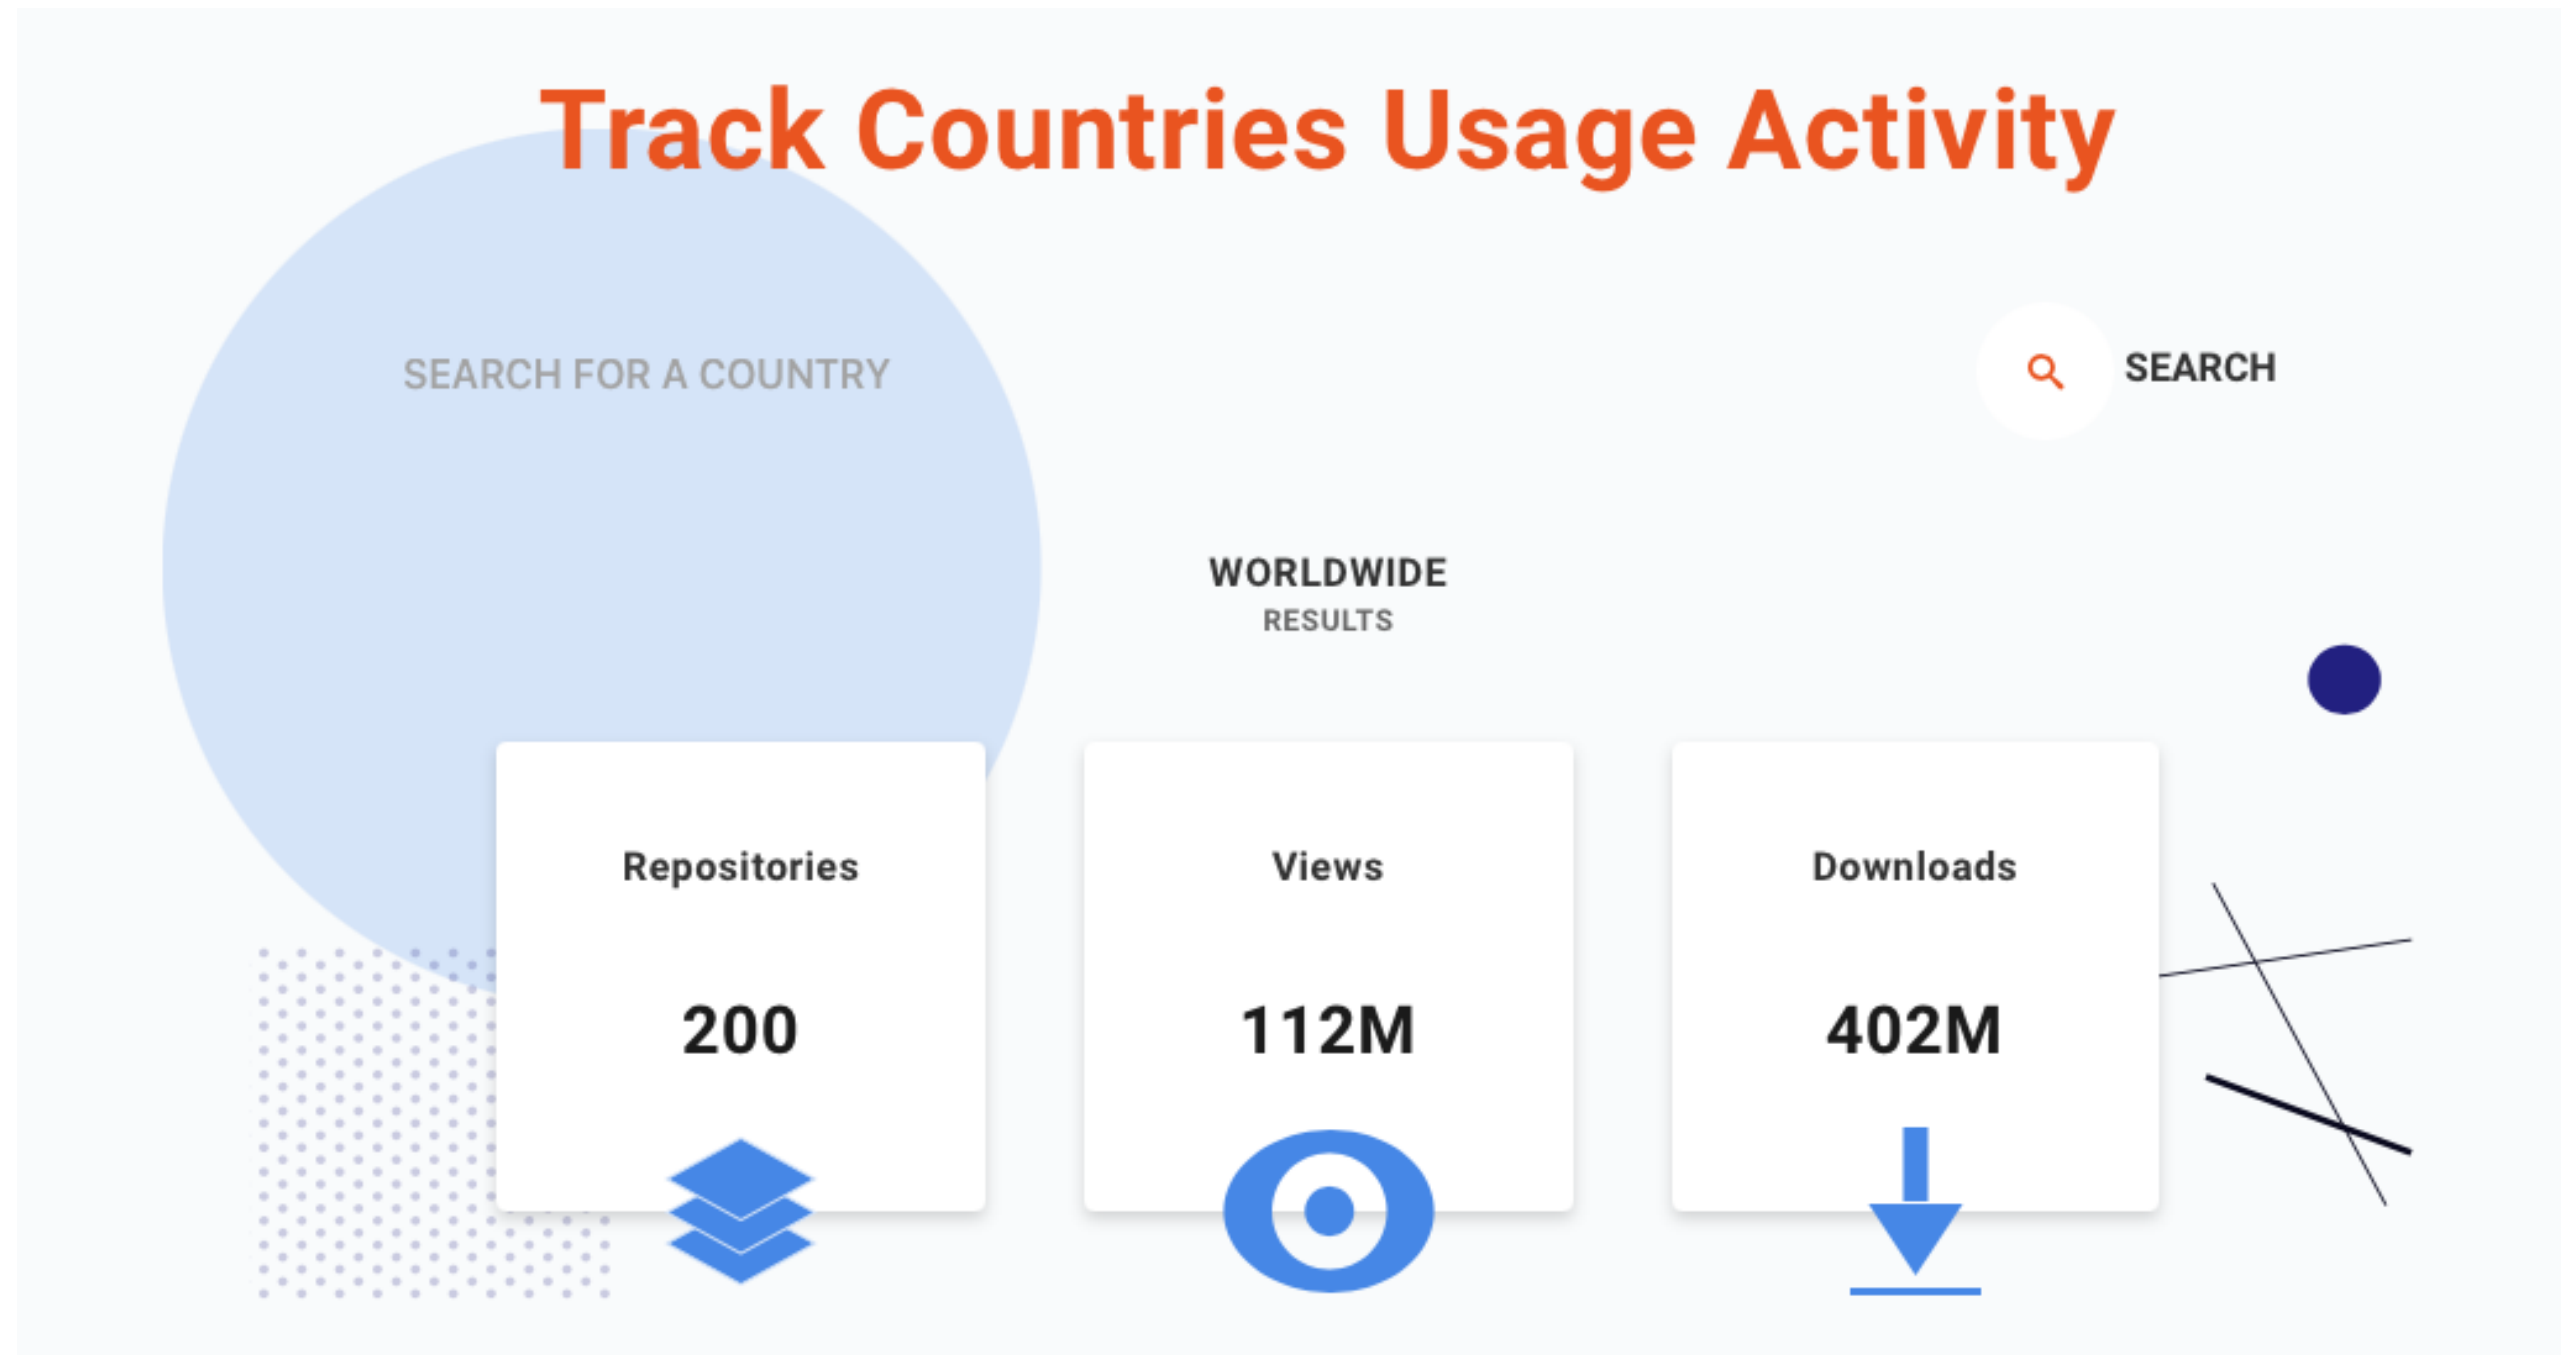 Track Countries Usage Activity
SEARCH FOR A COUNTRY
SEARCH
WORLDWIDE
RESULTS
Repositories
200
Views
112M
Downloads
402M